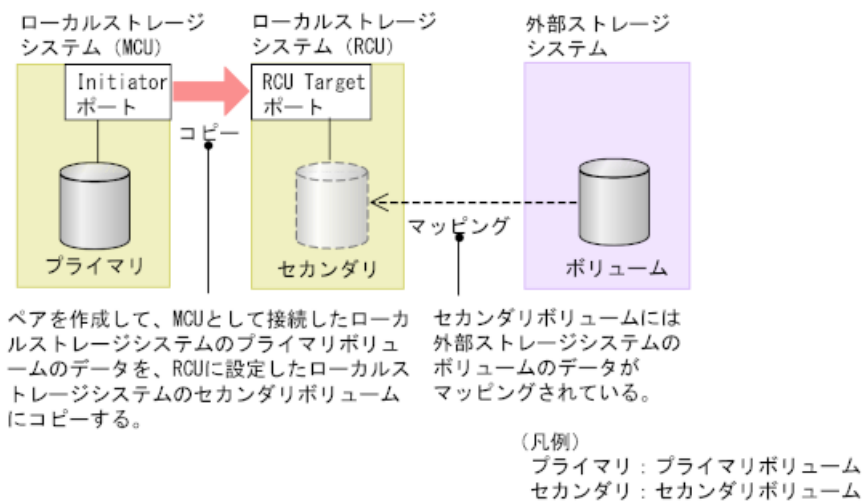 ローカルストレージ
システム (MCU)
ローカルストレージ
システム (RCU)
外部ストレージ
システム
Initiator
ポート
RCU Target
ポート
コピー
マッピング
プライマリ
セカンダリ
ボリューム
ペアを作成して、MCUとして接続したローカ
ルストレージシステムのプライマリボリュ
ームのデータを、RCUに設定したローカルス
トレージシステムのセカンダリボリューム
にコピーする。
セカンダリボリュームには
外部ストレージシステムの
ボリュームのデータが
マッピングされている。
(凡例)
プライマリ：プライマリボリューム
セカンダリ：セカンダリボリューム